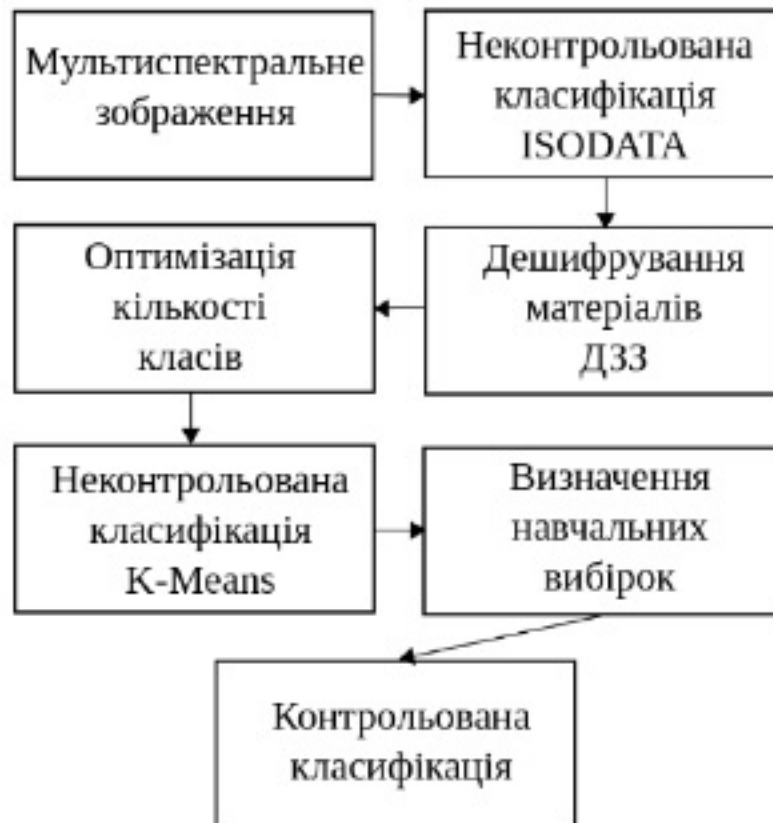 Мультиспектральне
зображення
Неконтрольована
класифікація
ISODATA
Дешифрування
матеріалів
ДЗЗ
Оптимізація
кількості
класів
Неконтрольована
класифікація
K-Means
Визначення
навчальних
вибірок
Контрольована
класифікація